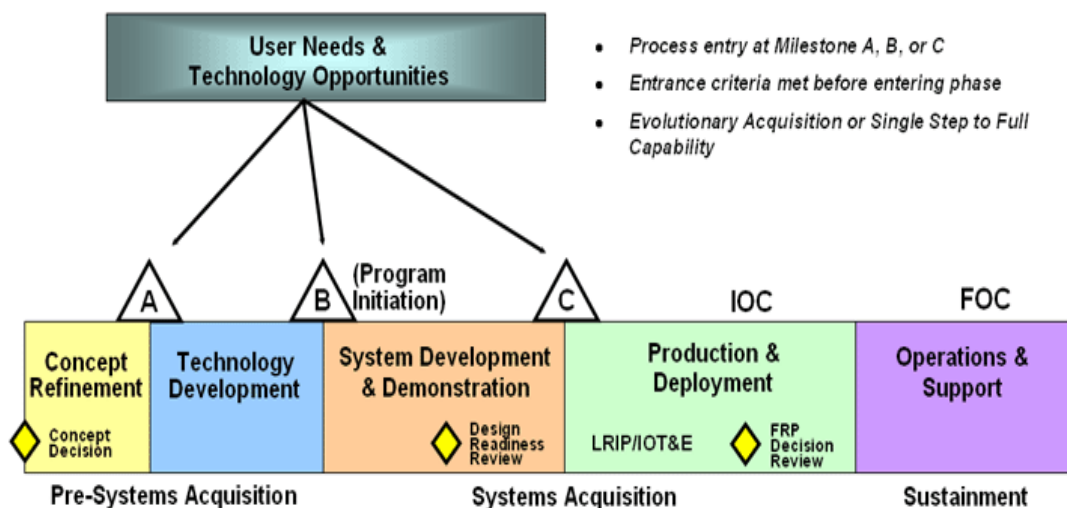 User Needs &
Technology Opportunities
• Process entry at Milestone A, B, or C
• Entrance criteria met before entering phase
• Evolutionary Acquisition or Single Step to Full
Capability
A
B
(Program
Initiation)
C
IOC
FOC
Concept
Refinement
Technology
Development
System Development
& Demonstration
Production &
Deployment
Operations &
Support
Concept
Decision
Design
Readiness
Review
LRIP/IOT&E
FRP
Decision
Review
Pre-Systems Acquisition
Systems Acquisition
Sustainment